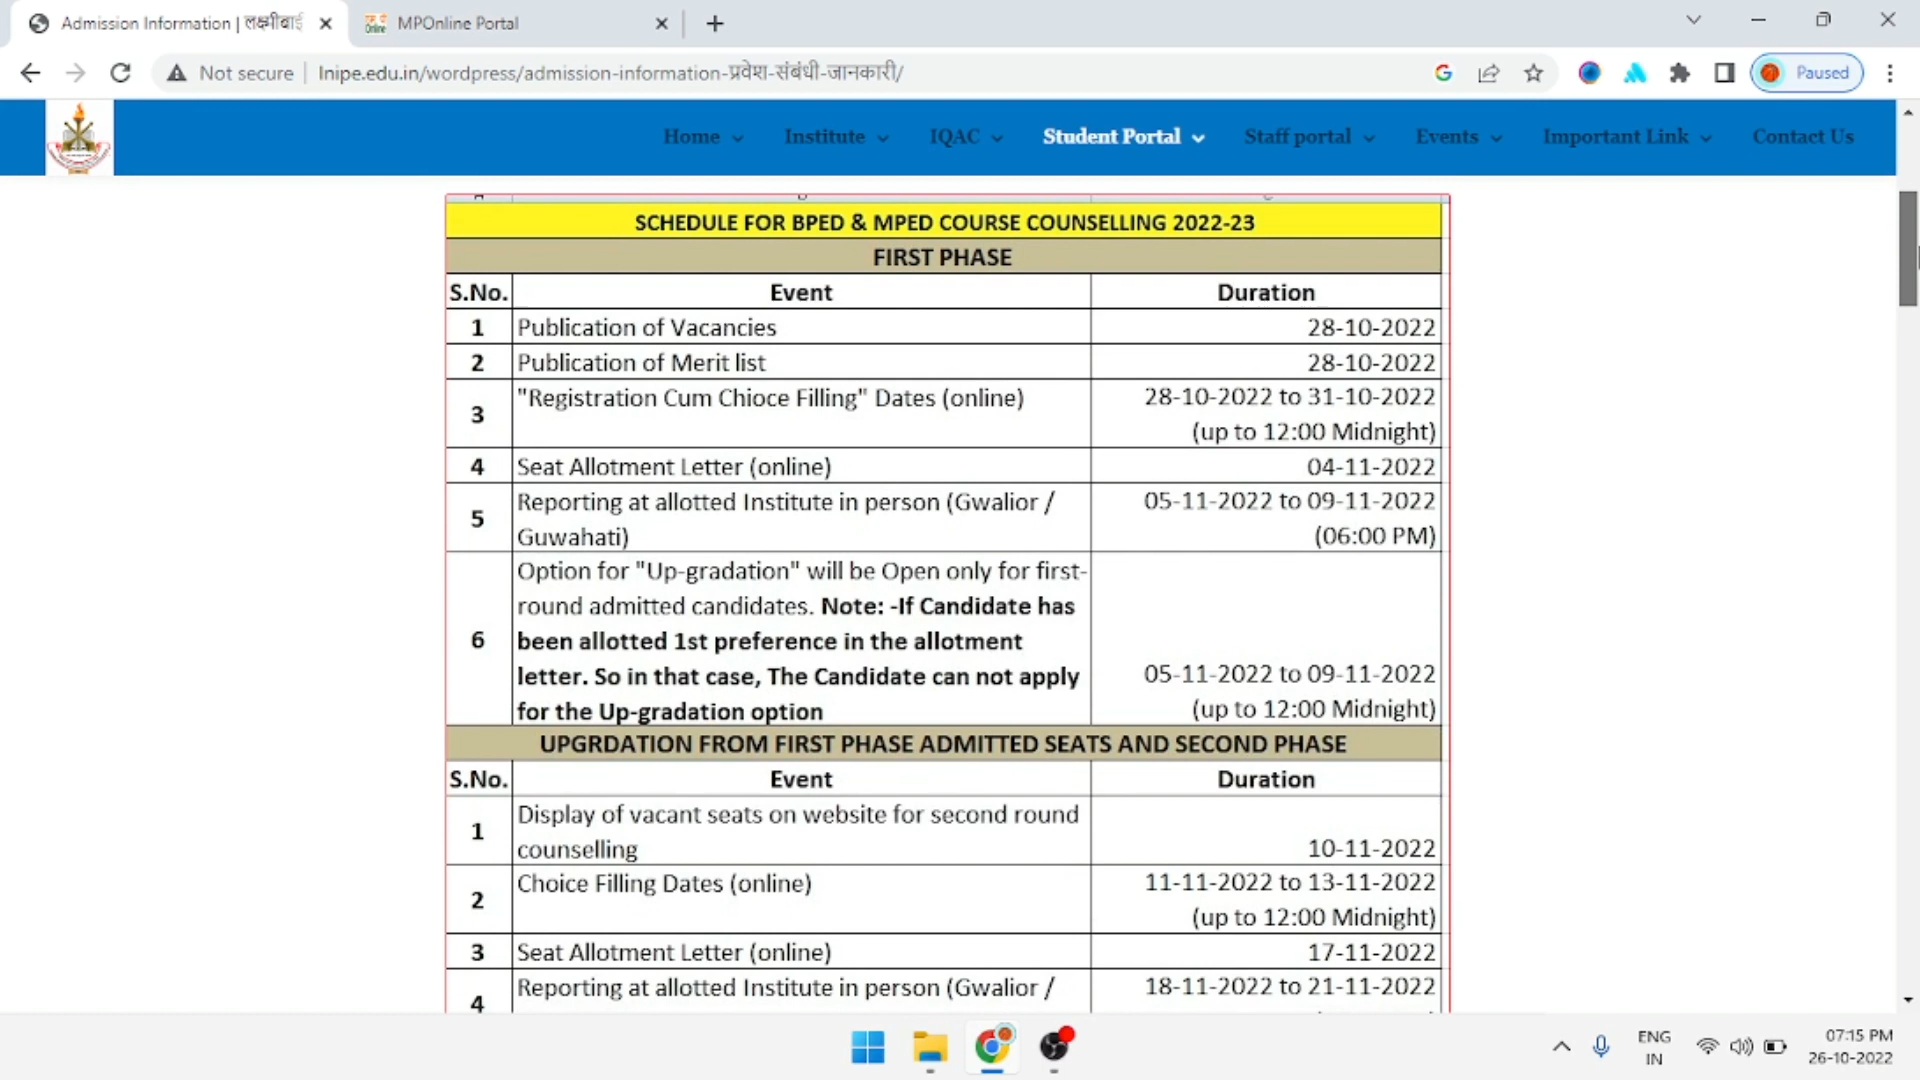 Admission Information | लक्ष्मीबाई
MPOnline Portal
Not secure
lnipe.edu.in/wordpress/admission-information-प्रवेश-संबंधी-जानकारी/
Paused
Home
Institute
IQAC
Student Portal
Staff portal
Events
Important Link
Contact Us
SCHEDULE FOR BPED & MPED COURSE COUNSELLING 2022-23
FIRST PHASE
S.No. Event Duration
1 Publication of Vacancies 28-10-2022
2 Publication of Merit list 28-10-2022
3 "Registration Cum Chioce Filling" Dates (online) 28-10-2022 to 31-10-2022
(up to 12:00 Midnight)
4 Seat Allotment Letter (online) 04-11-2022
5 Reporting at allotted Institute in person (Gwalior / 05-11-2022 to 09-11-2022
Guwahati) (06:00 PM)
Option for "Up-gradation" will be Open only for first-
round admitted candidates. Note: -If Candidate has
6 been allotted 1st preference in the allotment
letter. So in that case, The Candidate can not apply 05-11-2022 to 09-11-2022
for the Up-gradation option (up to 12:00 Midnight)
UPGRDATION FROM FIRST PHASE ADMITTED SEATS AND SECOND PHASE
S.No. Event Duration
1 Display of vacant seats on website for second round
counselling 10-11-2022
2 Choice Filling Dates (online) 11-11-2022 to 13-11-2022
(up to 12:00 Midnight)
3 Seat Allotment Letter (online) 17-11-2022
4 Reporting at allotted Institute in person (Gwalior / 18-11-2022 to 21-11-2022
ENG
IN
07:15 PM
26-10-2022